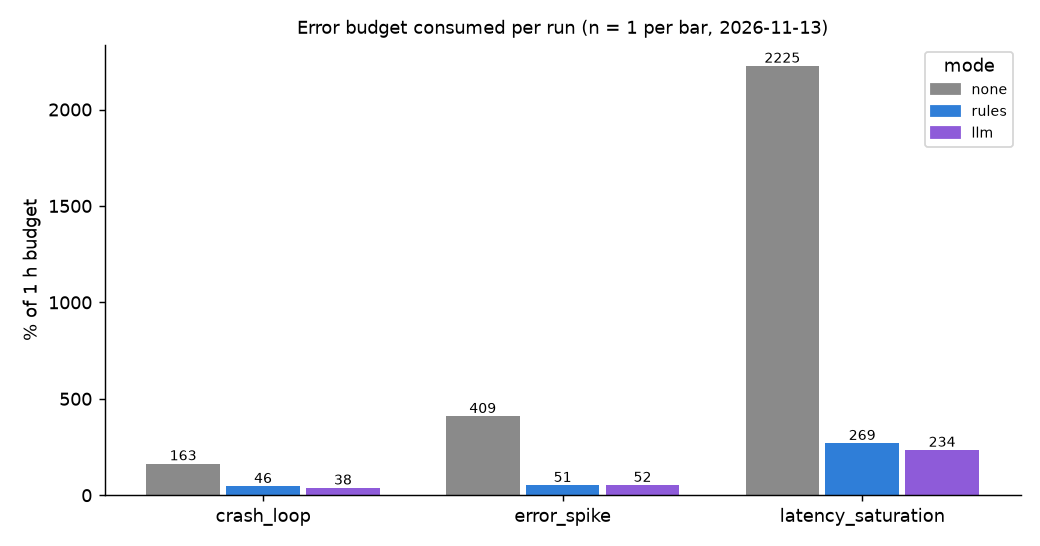 Error budget consumed per run (n = 1 per bar, 2026-11-13)
% of 1 h budget
2000
1500
1000
500
0
163
46
38
409
51
52
2225
269
234
crash_loop
error_spike
latency_saturation
mode
none
rules
llm